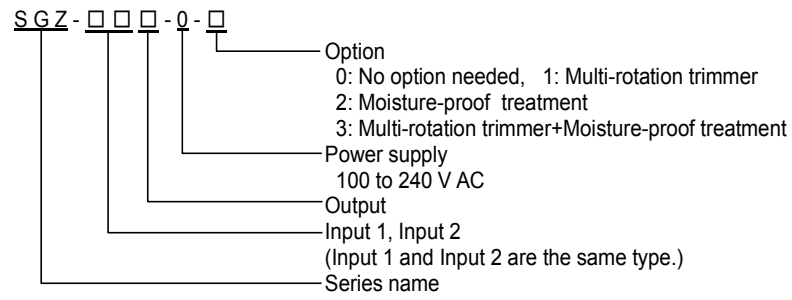 S G Z - □ □ □ - 0 - □
Option
0: No option needed, 1: Multi-rotation trimmer
2: Moisture-proof treatment
3: Multi-rotation trimmer+Moisture-proof treatment
Power supply
100 to 240 V AC
Output
Input 1, Input 2
(Input 1 and Input 2 are the same type.)
Series name